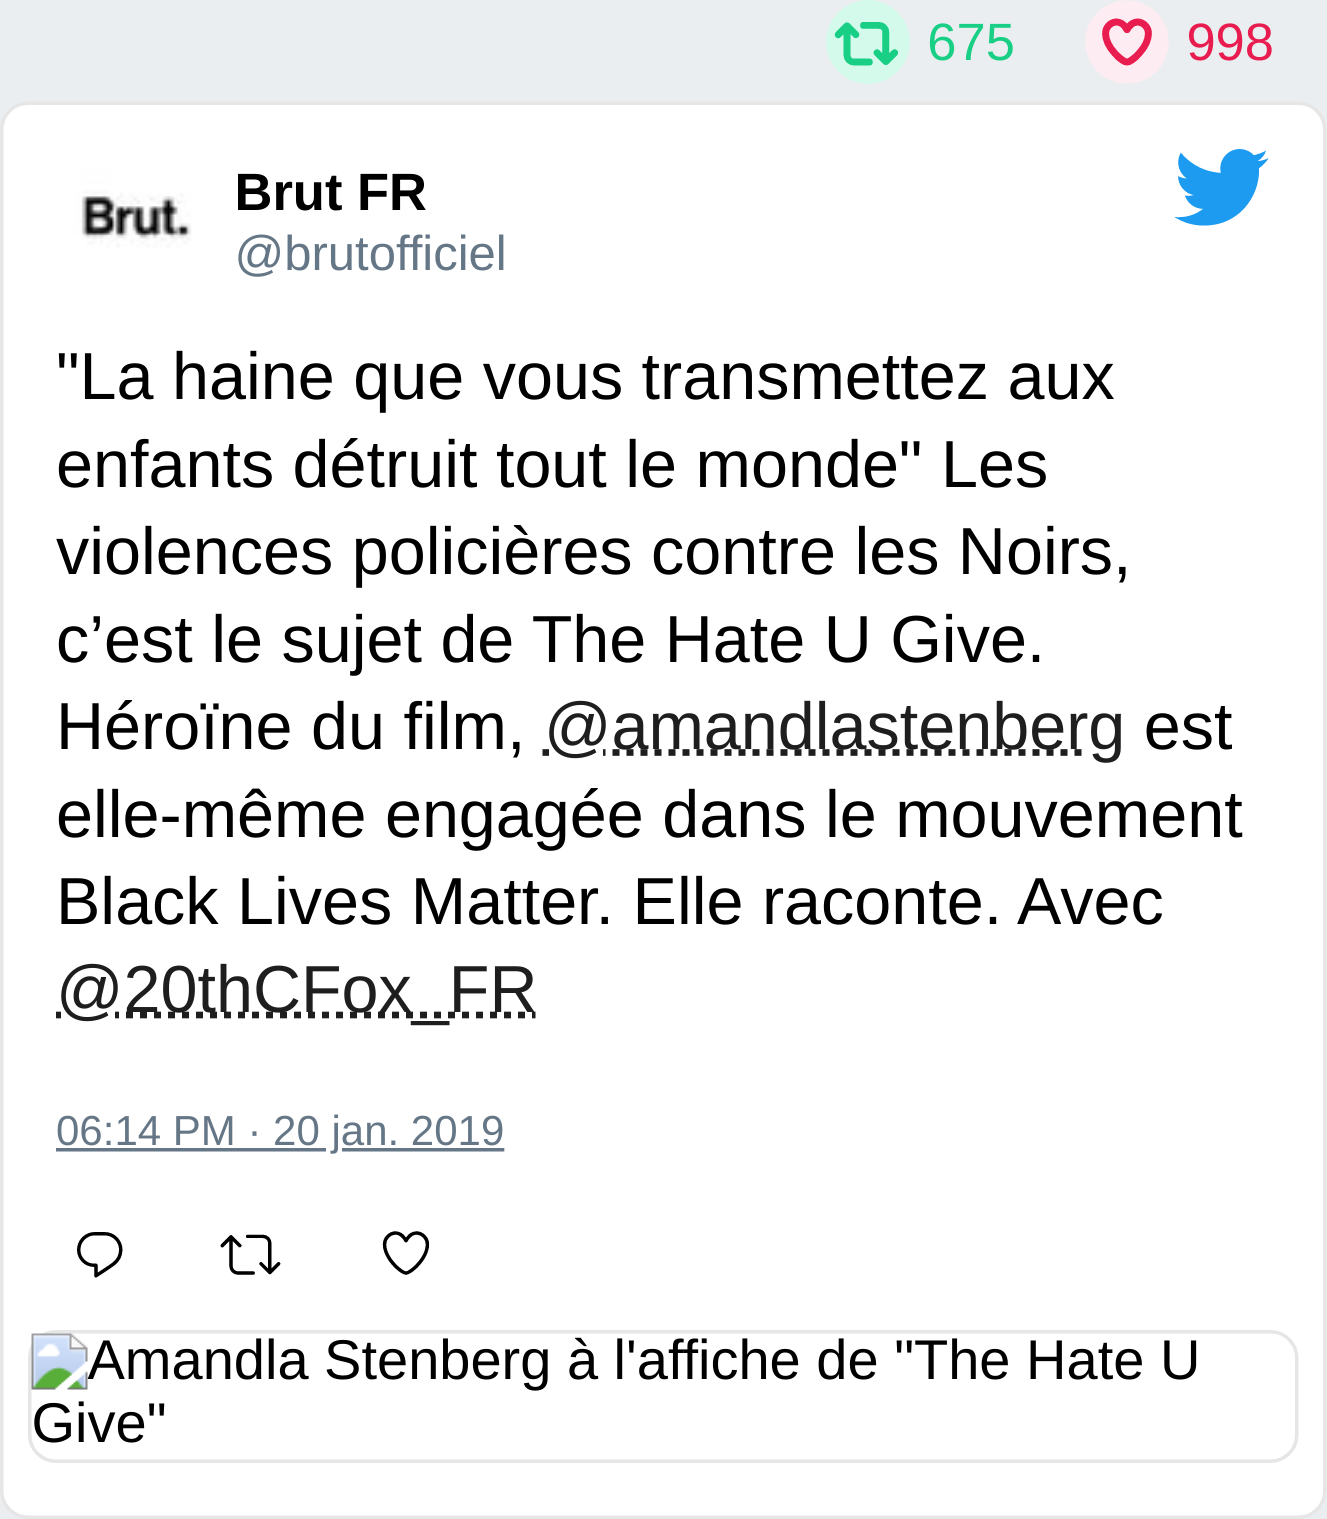 675 998
Brut.
Brut FR
@brutofficiel
"La haine que vous transmettez aux
enfants détruit tout le monde" Les
violences policières contre les Noirs,
c’est le sujet de The Hate U Give.
Héroïne du film, @amandlastenberg est
elle-même engagée dans le mouvement
Black Lives Matter. Elle raconte. Avec
@20thCFox_FR
06:14 PM · 20 jan. 2019
Amandla Stenberg à l'affiche de "The Hate U
Give"